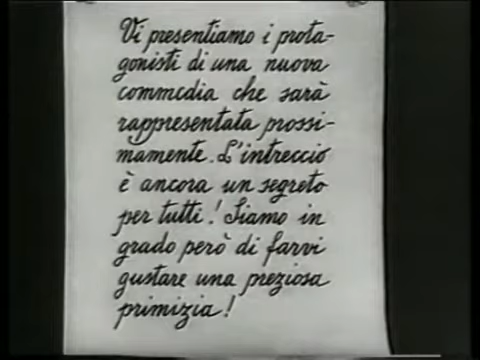 Vi presentiamo i prota-
gonisti di una nuova
commedia che sarà
rappresentata prossi-
mamente. L'intreccio
è ancora un segreto
per tutti! Siamo in
grado però di farvi
gustare una preziosa
primizia!